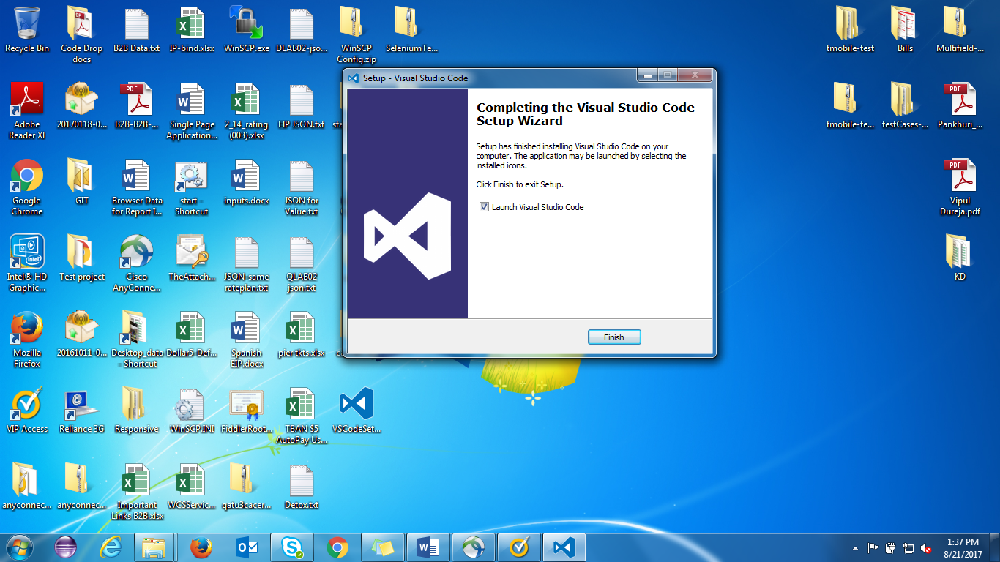 Recycle Bin
Code Drop
docs
B2B Data.txt
IP-bind.xlsx
WinSCP.exe
DLAB02-jso...
WinSCP
Config.zip
SeleniumTe...
tmobile-test
Bills
Multifield-...
Setup - Visual Studio Code
Completing the Visual Studio Code
Setup Wizard
Setup has finished installing Visual Studio Code on your
computer. The application may be launched by selecting the
installed icons.
Click Finish to exit Setup.
Launch Visual Studio Code
Finish
Adobe
Reader XI
20170118-0...
PDF
B2B-B2B-...
Single Page
Application...
2_14_rating
(003).xlsx
EIP JSON.txt
tmobile-te...
testCases-...
PDF
Pankhuri_...
Google
Chrome
GIT
Browser Data
for Report I...
start -
Shortcut
inputs.docx
JSON for
Value.txt
PDF
Vipul
Dureja.pdf
Intel® HD
Graphic...
Test project
Cisco
AnyConne...
TheAttach...
JSON-same
rateplan.txt
QLAB02
json.txt
KD
Mozilla
Firefox
20161011-0...
Desktop_data
- Shortcut
Dollar5-Def...
Spanish
EIP.docx
pier tkts.xlsx
VIP Access
Reliance 3G
Responsive
WinSCP.INI
FiddlerRoot...
TBAN $5
AutoPay Us...
VSCodeSet...
anyconnec...
anyconnec...
Important
Links B2B.xlsx
WCSServic...
qatu3cacer...
Detox.txt
1:37 PM
8/21/2017